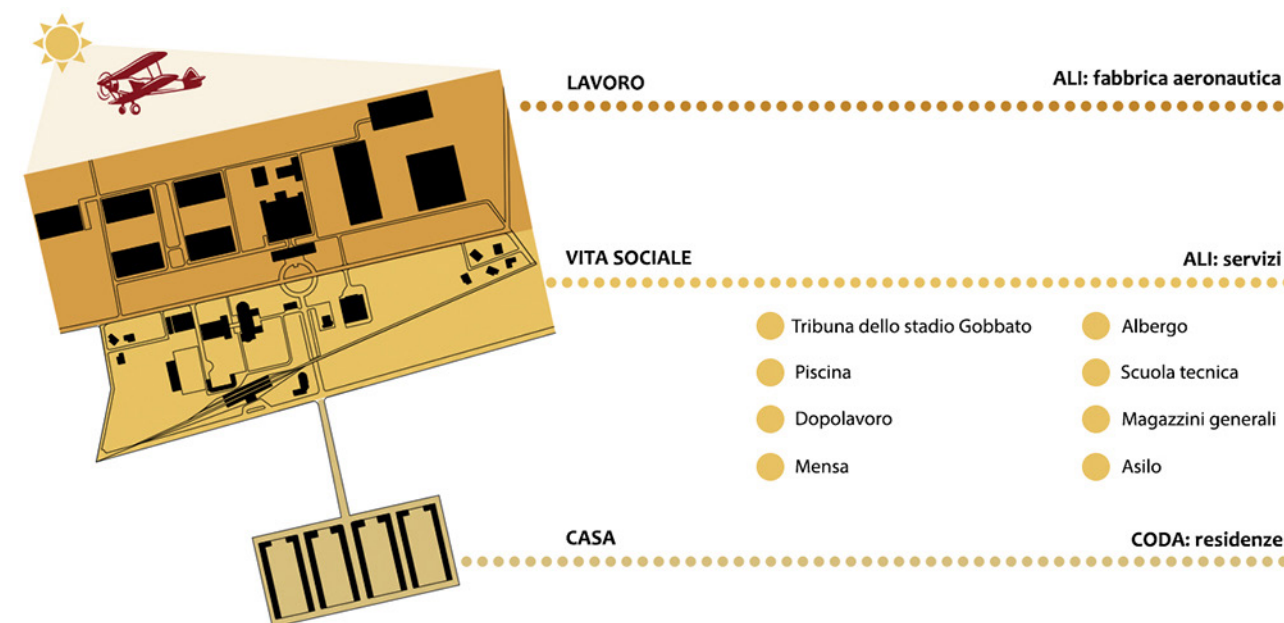 LAVORO
ALI: fabbrica aeronautica
VITA SOCIALE
ALI: servizi
Tribuna dello stadio Gobbato
Albergo
Piscina
Scuola tecnica
Dopolavoro
Magazzini generali
Mensa
Asilo
CASA
CODA: residenze